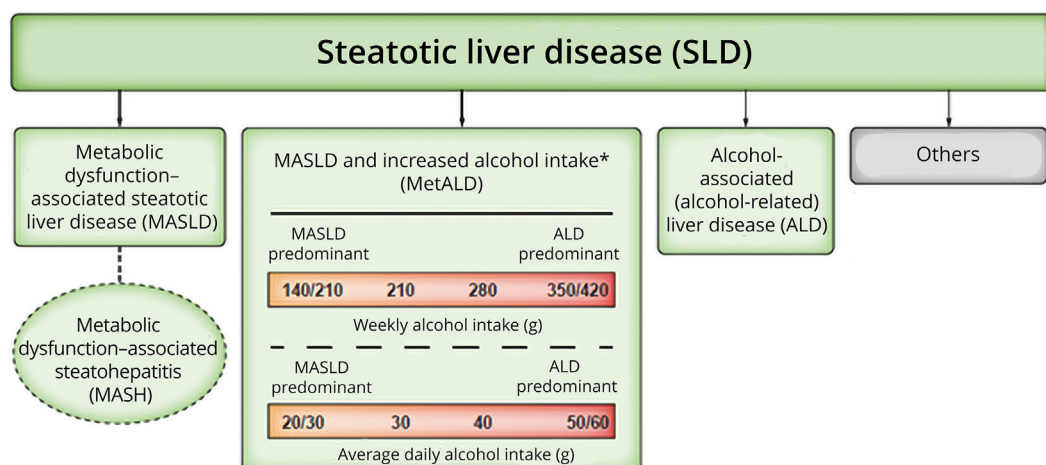 Steatotic liver disease (SLD)
Metabolic
dysfunction–
associated steatotic
liver disease (MASLD)
Metabolic
dysfunction–associated
steatohepatitis
(MASH)
MASLD and increased alcohol intake*
(MetALD)
MASLD
predominant
ALD
predominant
140/210 210 280 350/420
Weekly alcohol intake (g)
MASLD
predominant
ALD
predominant
20/30 30 40 50/60
Average daily alcohol intake (g)
Alcohol-
associated
(alcohol-related)
liver disease (ALD)
Others